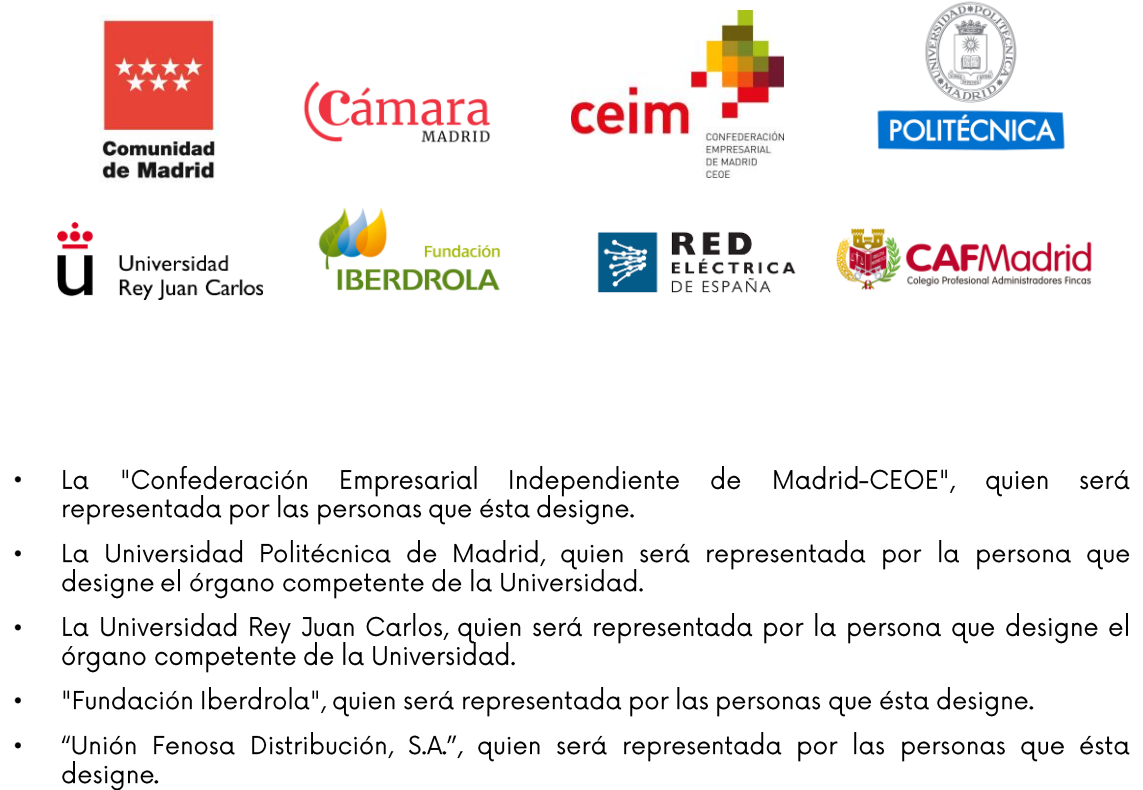 UNIVERSIDAD POLITECNICA
MADRID
POLITÉCNICA
Comunidad
de Madrid
Cámara
MADRID
ceim
CONFEDERACIÓN
EMPRESARIAL
DE MADRID
CEOE
u
Universidad
Rey Juan Carlos
Fundación
IBERDROLA
RED
ELÉCTRICA
DE ESPAÑA
CAFMadrid
Colegio Profesional Administradores Fincas
• La "Confederación Empresarial Independiente de Madrid-CEOE", quien será
representada por las personas que ésta designe.
• La Universidad Politécnica de Madrid, quien será representada por la persona que
designe el órgano competente de la Universidad.
• La Universidad Rey Juan Carlos, quien será representada por la persona que designe el
órgano competente de la Universidad.
• "Fundación Iberdrola", quien será representada por las personas que ésta designe.
• “Unión Fenosa Distribución, S.A.”, quien será representada por las personas que ésta
designe.